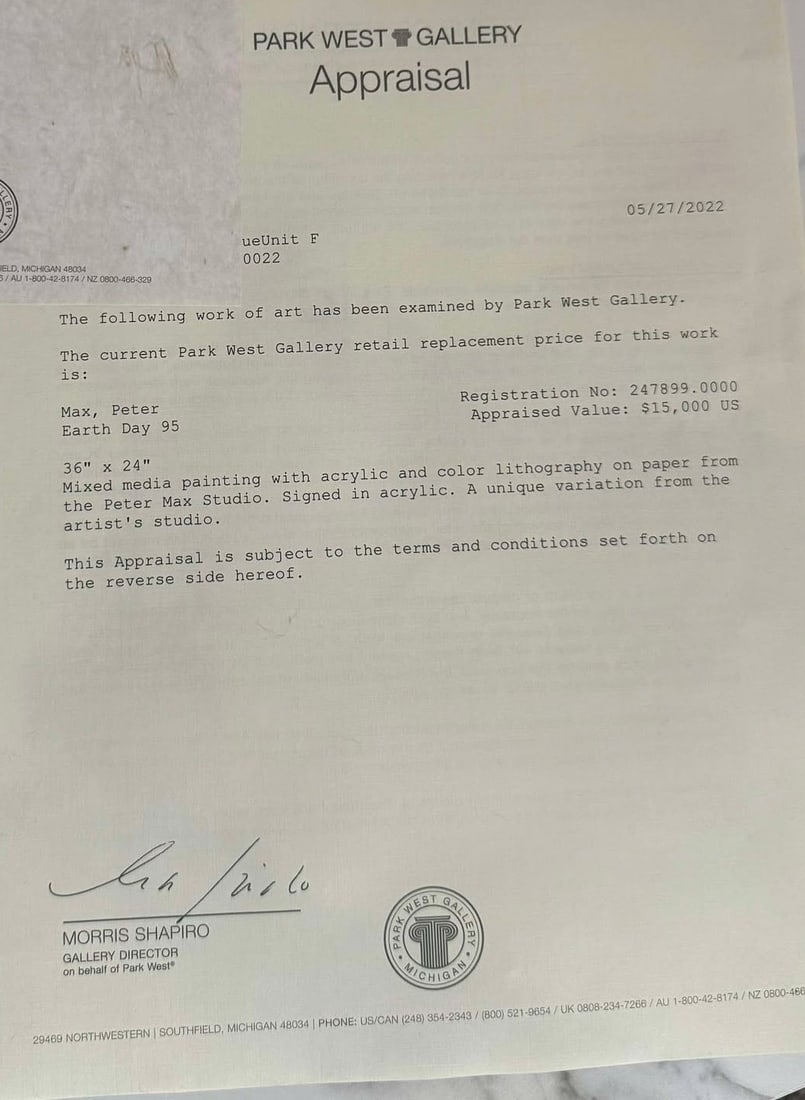 PARK WEST GALLERY
Appraisal
05/27/2022
ueUnit F
0022
IELD, MICHIGAN 48034
/ AU 1-800-42-8174 / NZ 0800-466-329
The following work of art has been examined by Park West Gallery.
The current Park West Gallery retail replacement price for this work
is:
Max, Peter
Earth Day 95
Registration No: 247899.0000
Appraised Value: $15,000 US
36" x 24"
Mixed media painting with acrylic and color lithography on paper from
the Peter Max Studio. Signed in acrylic. A unique variation from the
artist's studio.
This Appraisal is subject to the terms and conditions set forth on
the reverse side hereof.
MORRIS SHAPIRO
GALLERY DIRECTOR
on behalf of Park West®
PARK WEST GALLERY • MICHIGAN •
29469 NORTHWESTERN | SOUTHFIELD, MICHIGAN 48034 | PHONE: US/CAN (248) 354-2343 / (800) 521-9654 / UK 0808-234-7266 / AU 1-800-42-8174 / NZ 0800-466